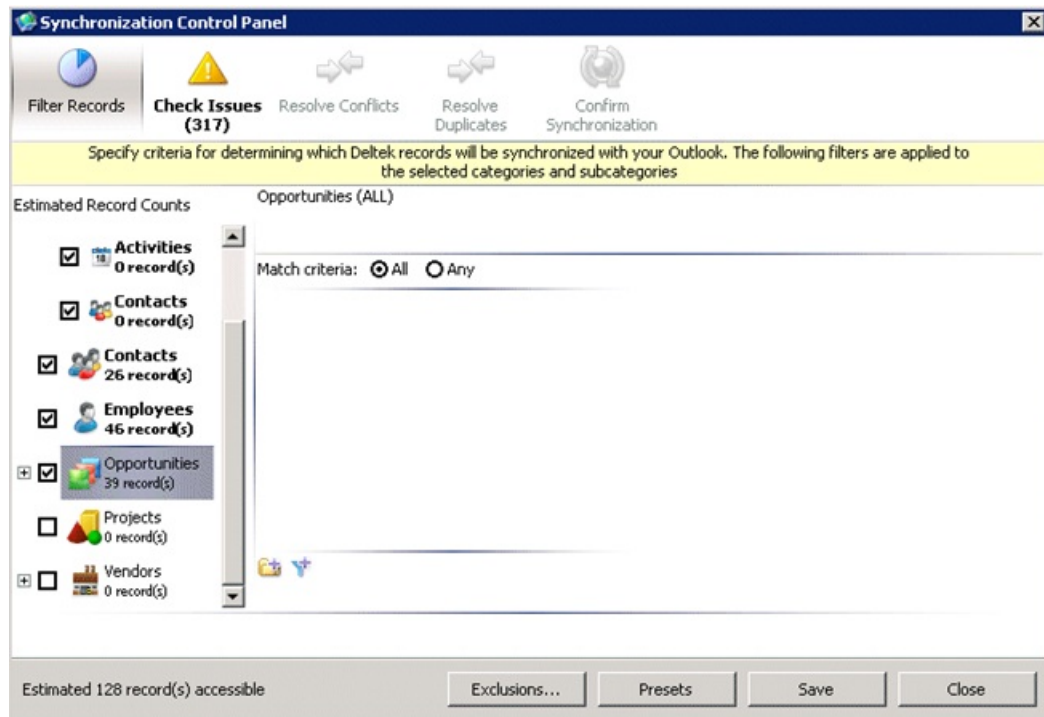 Synchronization Control Panel
Filter Records
Check Issues
(317)
Resolve Conflicts
Resolve
Duplicates
Confirm
Synchronization
Specify criteria for determining which Deltek records will be synchronized with your Outlook. The following filters are applied to
the selected categories and subcategories
Estimated Record Counts
Opportunities (ALL)
Activities
0 record(s)
Match criteria: All Any
Contacts
0 record(s)
Contacts
26 record(s)
Employees
46 record(s)
Opportunities
39 record(s)
Projects
0 record(s)
Vendors
0 record(s)
Estimated 128 record(s) accessible
Exclusions...
Presets
Save
Close